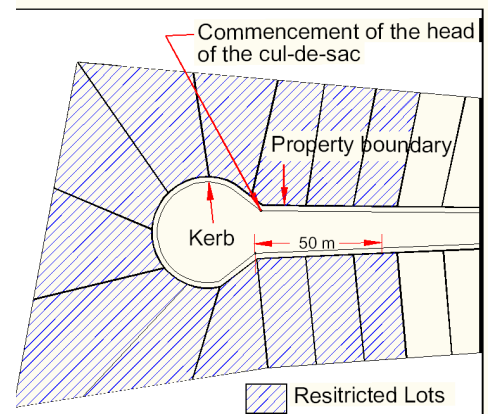 Commencement of the head
of the cul-de-sac
Property boundary
Kerb
50 m
Resitricted Lots